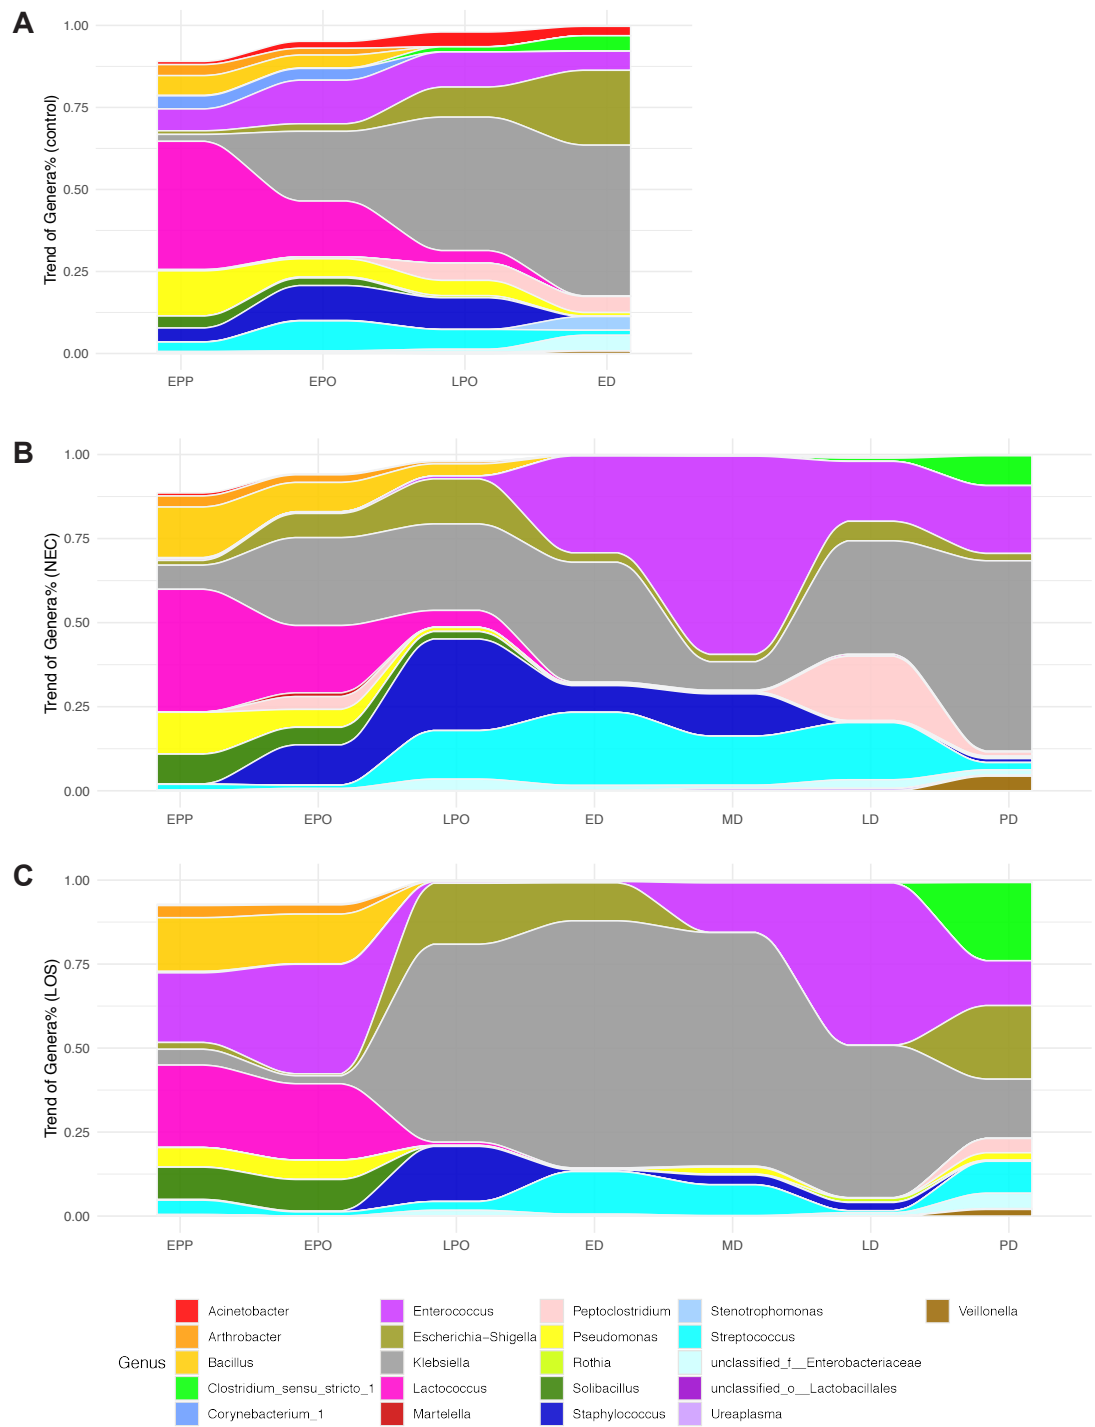 A
Trend of Genera% (control)
1.00
0.75
0.50
0.25
0.00
EPP EPO LPO ED
B
Trend of Genera% (NEC)
1.00
0.75
0.50
0.25
0.00
EPP EPO LPO ED MD LD PD
C
Trend of Genera% (LOS)
1.00
0.75
0.50
0.25
0.00
EPP EPO LPO ED MD LD PD
Genus
Acinetobacter
Arthrobacter
Bacillus
Clostridium_sensu_stricto_1
Corynebacterium_1
Enterococcus
Escherichia-Shigella
Klebsiella
Lactococcus
Martelella
Peptoclostridium
Pseudomonas
Rothia
Solibacillus
Staphylococcus
Stenotrophomonas
Streptococcus
unclassified_f__Enterobacteriaceae
unclassified_o__Lactobacillales
Ureaplasma
Veillonella